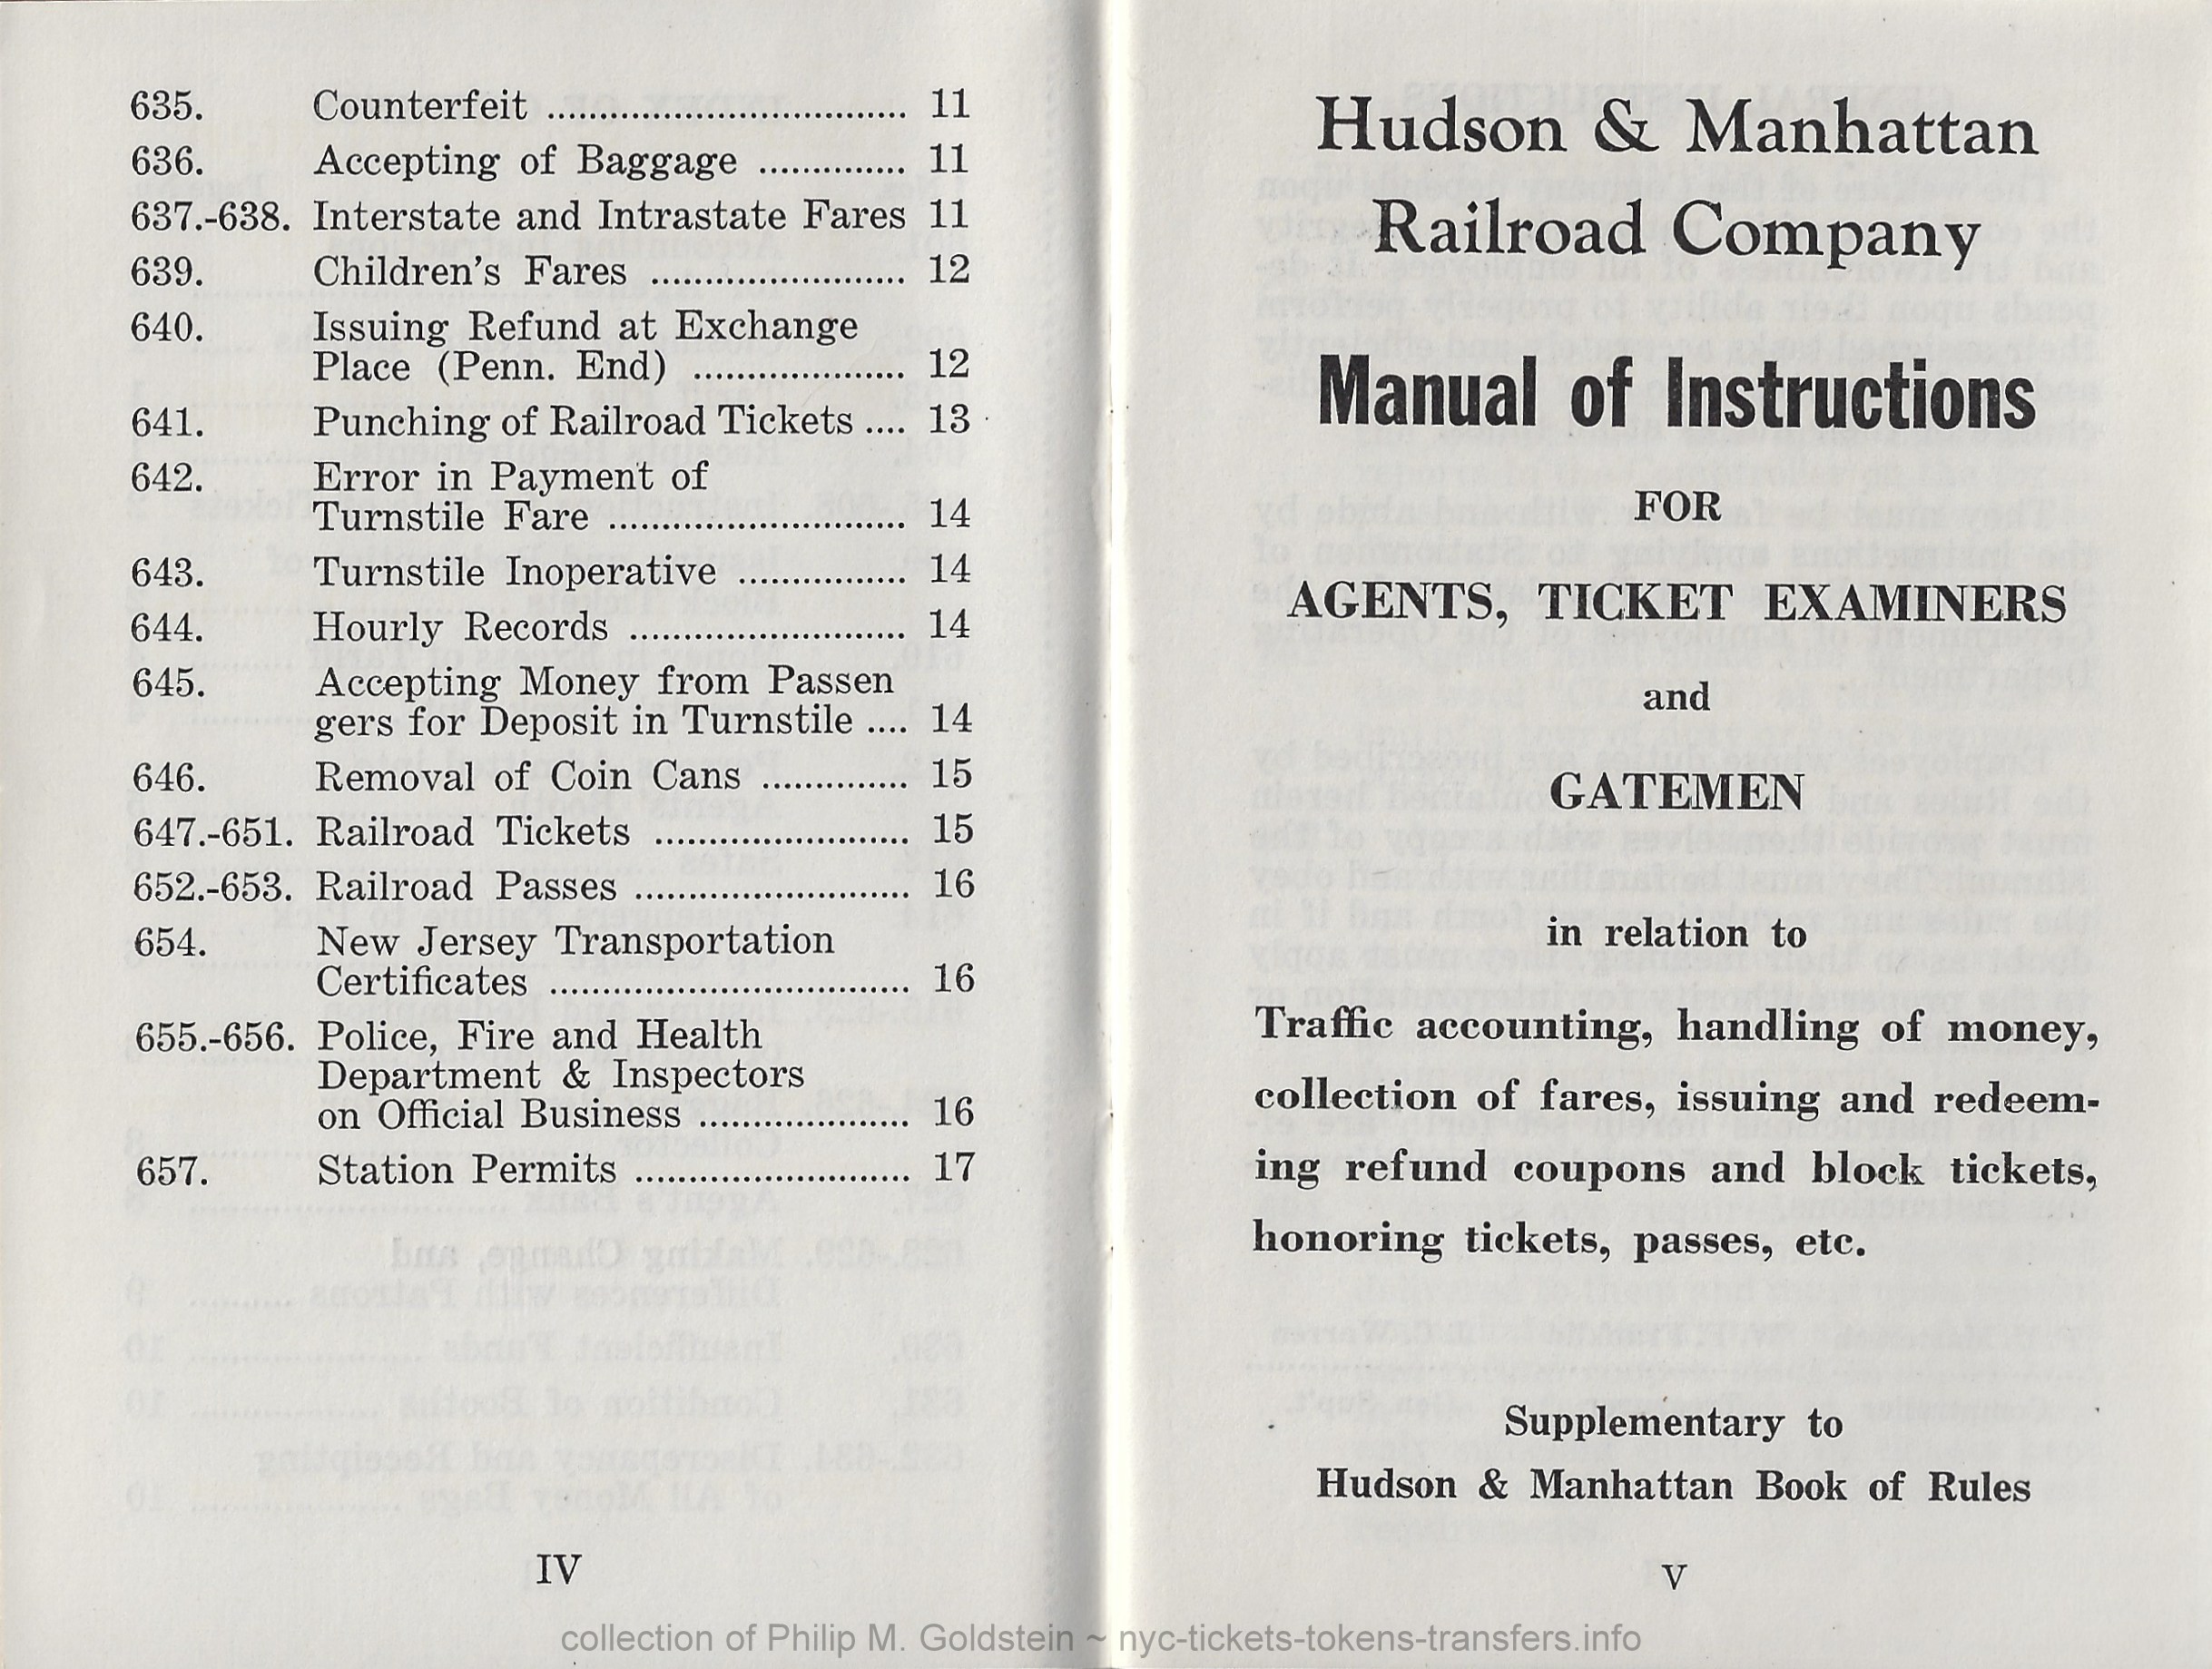 635. Counterfeit .................................. 11
636. Accepting of Baggage .............. 11
637.-638. Interstate and Intrastate Fares 11
639. Children's Fares ........................ 12
640. Issuing Refund at Exchange
Place (Penn. End) .................... 12
641. Punching of Railroad Tickets .... 13
642. Error in Payment of
Turnstile Fare ............................ 14
643. Turnstile Inoperative ................ 14
644. Hourly Records .......................... 14
645. Accepting Money from Passen
gers for Deposit in Turnstile .... 14
646. Removal of Coin Cans .............. 15
647.-651. Railroad Tickets ........................ 15
652.-653. Railroad Passes .......................... 16
654. New Jersey Transportation
Certificates .................................. 16
655.-656. Police, Fire and Health
Department & Inspectors
on Official Business .................... 16
657. Station Permits .......................... 17
IV
Hudson & Manhattan
Railroad Company
Manual of Instructions
FOR
AGENTS, TICKET EXAMINERS
and
GATEMEN
in relation to
Traffic accounting, handling of money,
collection of fares, issuing and redeem-
ing refund coupons and block tickets,
honoring tickets, passes, etc.
Supplementary to
Hudson & Manhattan Book of Rules
V
collection of Philip M. Goldstein ~ nyc-tickets-tokens-transfers.info